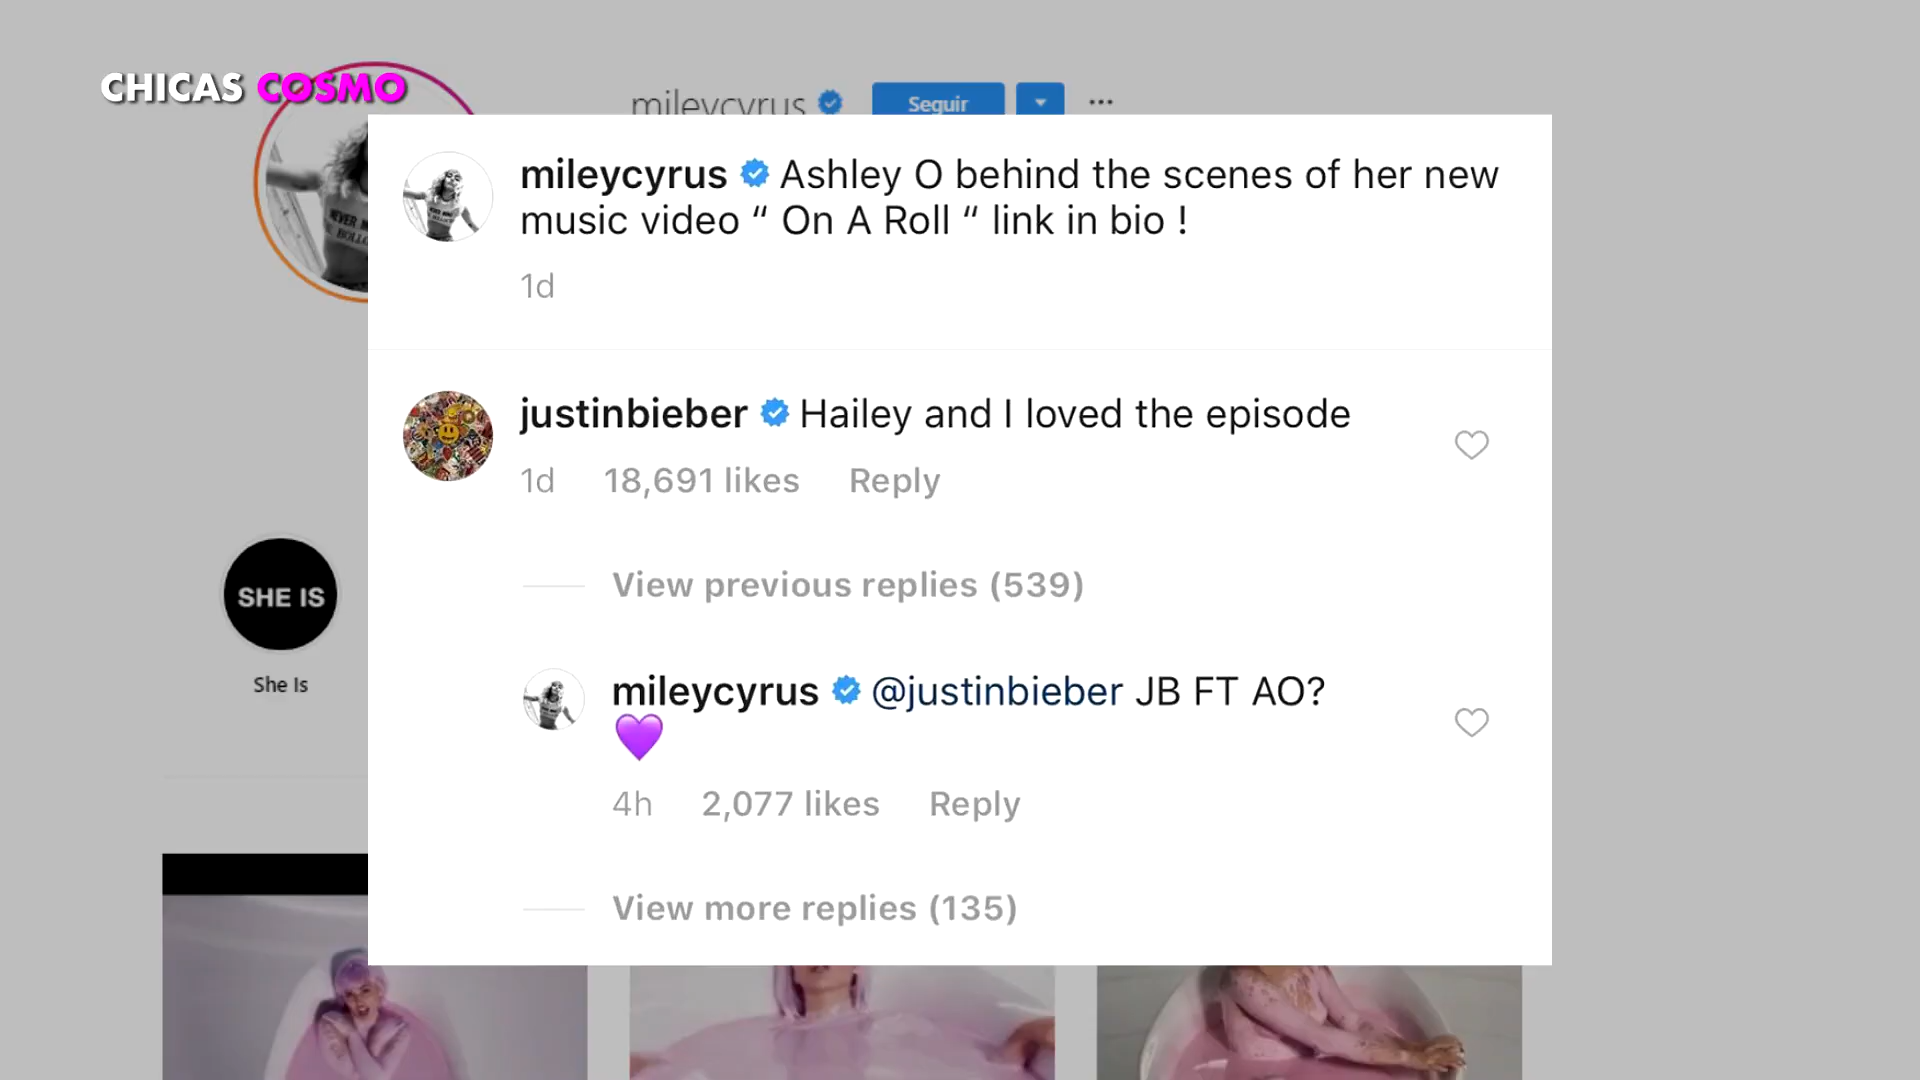 CHICAS COSMO
mileycyrus Seguir ...
mileycyrus Ashley O behind the scenes of her new
music video “ On A Roll “ link in bio !
1d
justinbieber Hailey and I loved the episode
1d 18,691 likes Reply
View previous replies (539)
mileycyrus @justinbieber JB FT AO?
💜
4h 2,077 likes Reply
View more replies (135)
SHE IS
She Is